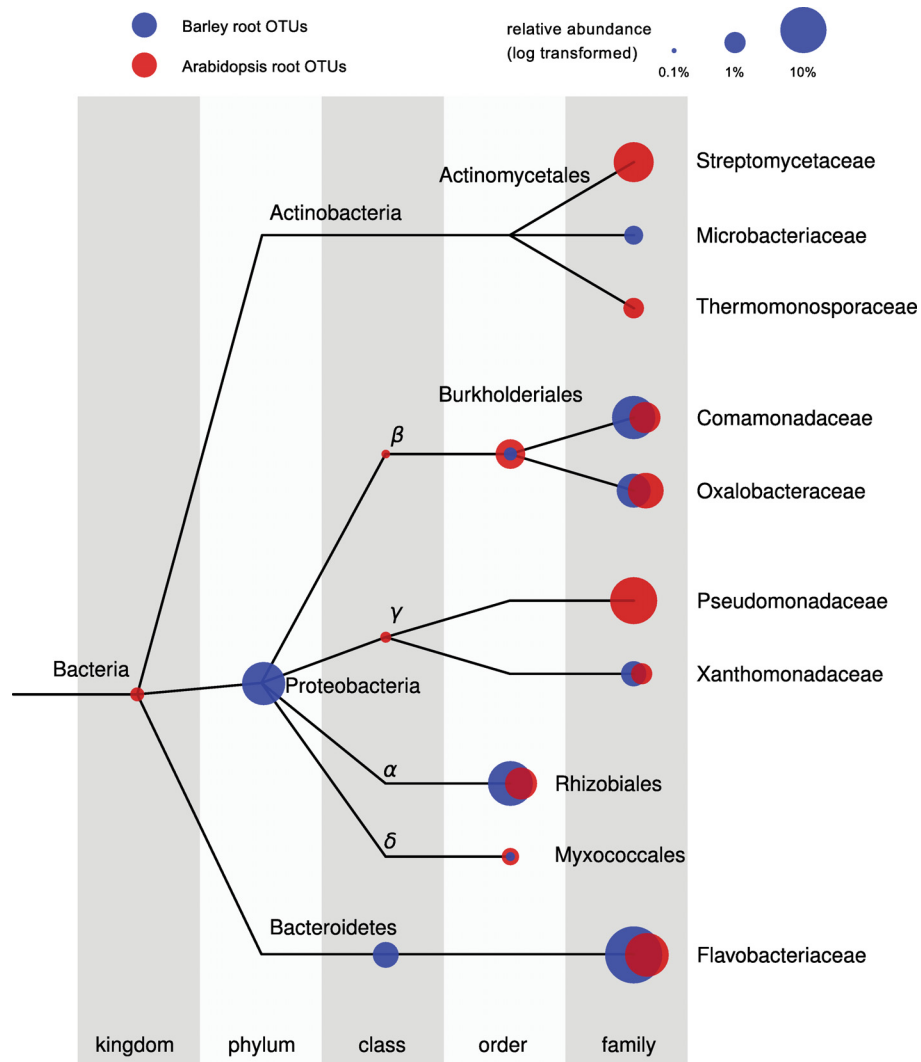 Barley root OTUs
Arabidopsis root OTUs
relative abundance
(log transformed)
0.1%
1%
10%
Streptomycetaceae
Actinomycetales
Actinobacteria
Microbacteriaceae
Thermomonosporaceae
Burkholderiales
Comamonadaceae
β
Oxalobacteraceae
Pseudomonadaceae
γ
Bacteria
Proteobacteria
Xanthomonadaceae
α
Rhizobiales
δ
Myxococcales
Bacteroidetes
Flavobacteriaceae
kingdom phylum class order family